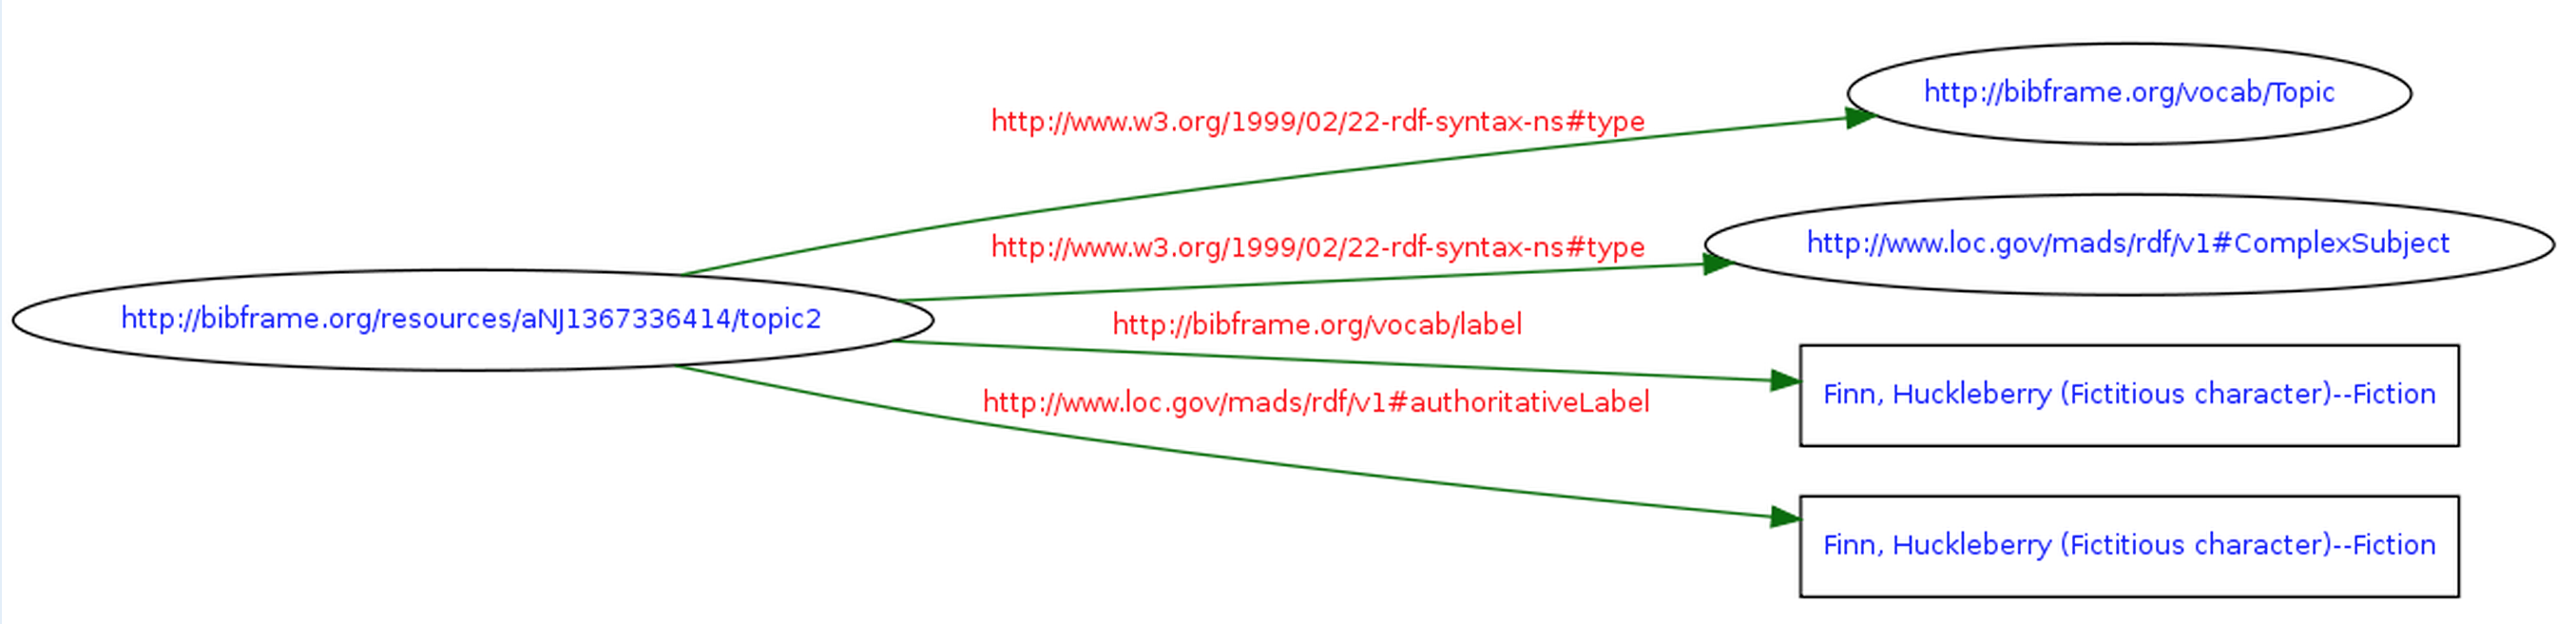 http://bibframe.org/vocab/Topic
http://www.w3.org/1999/02/22-rdf-syntax-ns#type
http://www.w3.org/1999/02/22-rdf-syntax-ns#type
http://www.loc.gov/mads/rdf/v1#ComplexSubject
http://bibframe.org/resources/aNJ1367336414/topic2
http://bibframe.org/vocab/label
Finn, Huckleberry (Fictitious character)--Fiction
http://www.loc.gov/mads/rdf/v1#authoritativeLabel
Finn, Huckleberry (Fictitious character)--Fiction